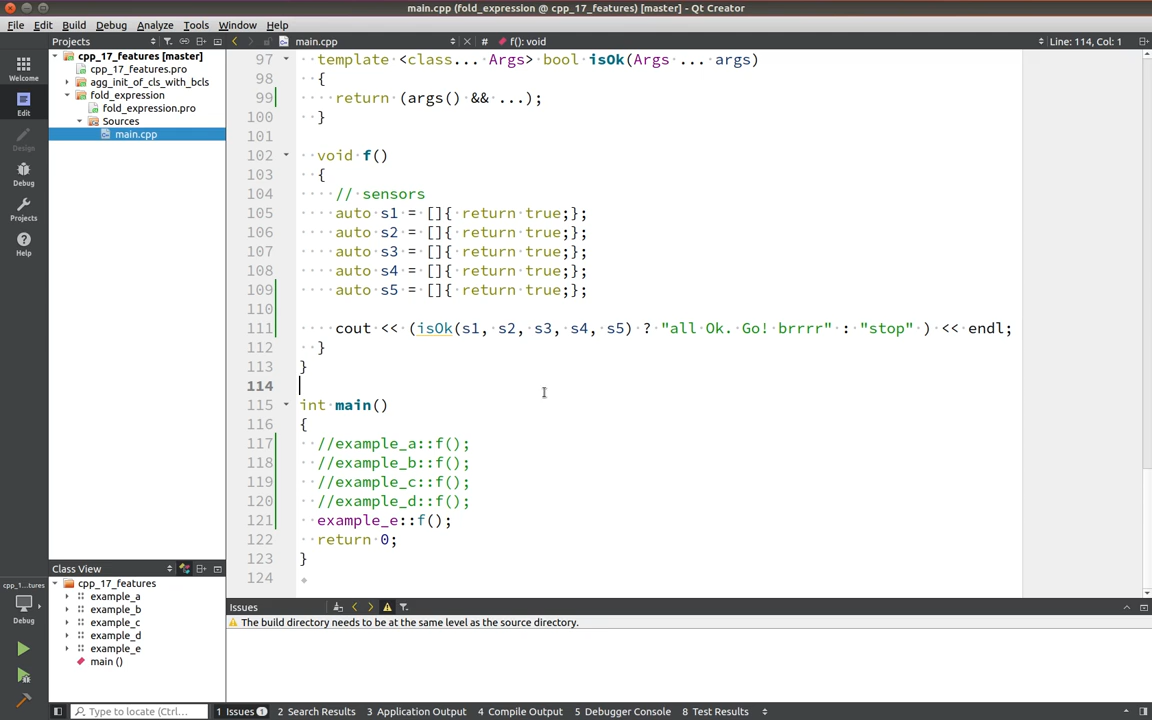 main.cpp (fold_expression @ cpp_17_features) [master] - Qt Creator
File Edit Build Debug Analyze Tools Window Help
Projects main.cpp # f(): void Line: 114, Col: 1
Welcome
Edit
Design
Debug
Projects
Help
cpp_17_features [master]
cpp_17_features.pro
agg_init_of_cls_with_bcls
fold_expression
fold_expression.pro
Sources
main.cpp
97 template <class... Args> bool isOk(Args ... args)
98 {
99 return (args() && ...);
100 }
101
102 void f()
103 {
104 // sensors
105 auto s1 = []{ return true;};
106 auto s2 = []{ return true;};
107 auto s3 = []{ return true;};
108 auto s4 = []{ return true;};
109 auto s5 = []{ return true;};
110
111 cout << (isOk(s1, s2, s3, s4, s5) ? "all Ok. Go! brrrr" : "stop" ) << endl;
112 }
113 }
114
115 int main()
116 {
117 //example_a::f();
118 //example_b::f();
119 //example_c::f();
120 //example_d::f();
121 example_e::f();
122 return 0;
123 }
124
Class View
cpp_17_features
example_a
example_b
example_c
example_d
example_e
main ()
cpp_1...tures
Debug
Issues
The build directory needs to be at the same level as the source directory.
Type to locate (Ctrl... 1 Issues 1 2 Search Results 3 Application Output 4 Compile Output 5 Debugger Console 8 Test Results